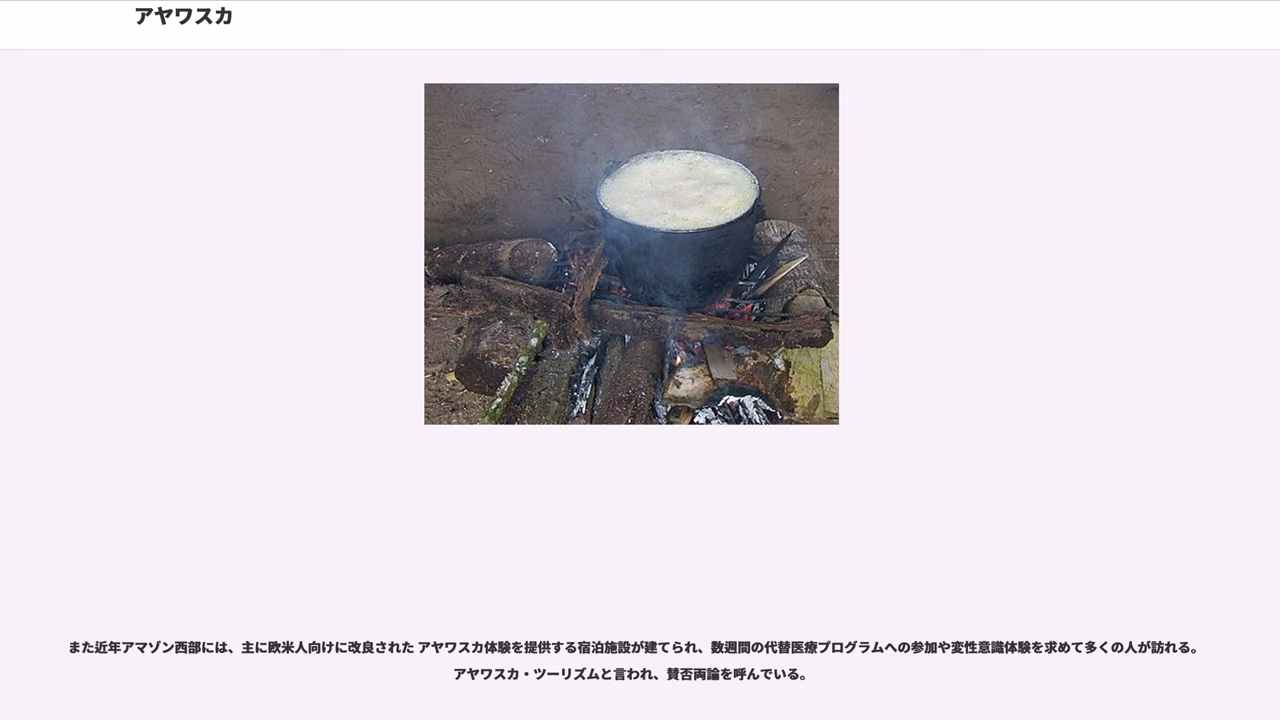 アヤワスカ
また近年アマゾン西部には、主に欧米人向けに改良された アヤワスカ体験を提供する宿泊施設が建てられ、数週間の代替医療プログラムへの参加や変性意識体験を求めて多くの人が訪れる。
アヤワスカ・ツーリズムと言われ、賛否両論を呼んでいる。